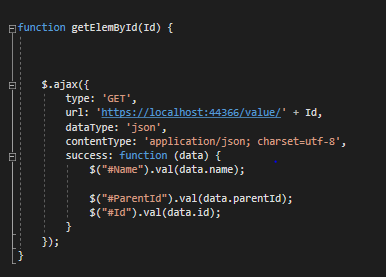 function getElemById(Id) {
$.ajax({
type: 'GET',
url: 'https://localhost:44366/value/' + Id,
dataType: 'json',
contentType: 'application/json; charset=utf-8',
success: function (data) {
$("#Name").val(data.name);
$("#ParentId").val(data.parentId);
$("#Id").val(data.id);
}
});
}